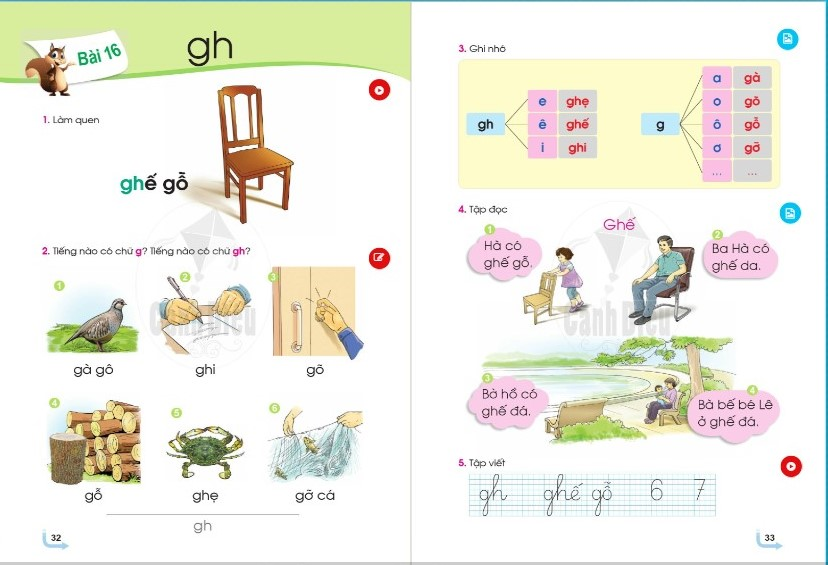 Bài 16
gh
1. Làm quen
ghế gỗ
2. Tiếng nào có chữ g? Tiếng nào có chữ gh?
1
gà gô
2
ghi
3
gõ
4
gỗ
5
ghẹ
6
gỡ cá
gh
32
3. Ghi nhớ
gh
e ghẹ
ê ghế
i ghi
g
a gà
o gõ
ô gỗ
ơ gỡ
... ...
4. Tập đọc
Ghế
1
Hà có
ghế gỗ.
2
Ba Hà có
ghế da.
3
Bờ hồ có
ghế đá.
4
Bà bế bé Lê
ở ghế đá.
Cánh Diều
Cánh Diều
5. Tập viết
gh ghế gỗ 6 7
33